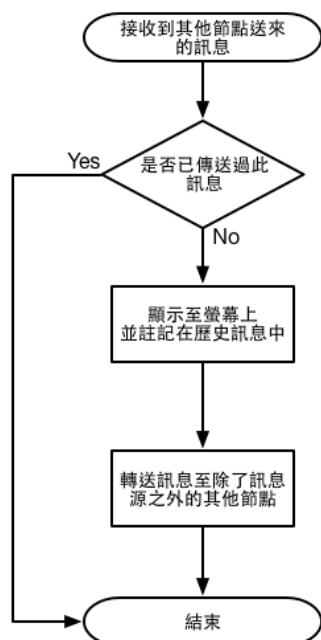 接收到其他節點送來
的訊息
是否已傳送過此
訊息
Yes
No
顯示至螢幕上
並註記在歷史訊息中
轉送訊息至除了訊息
源之外的其他節點
結束